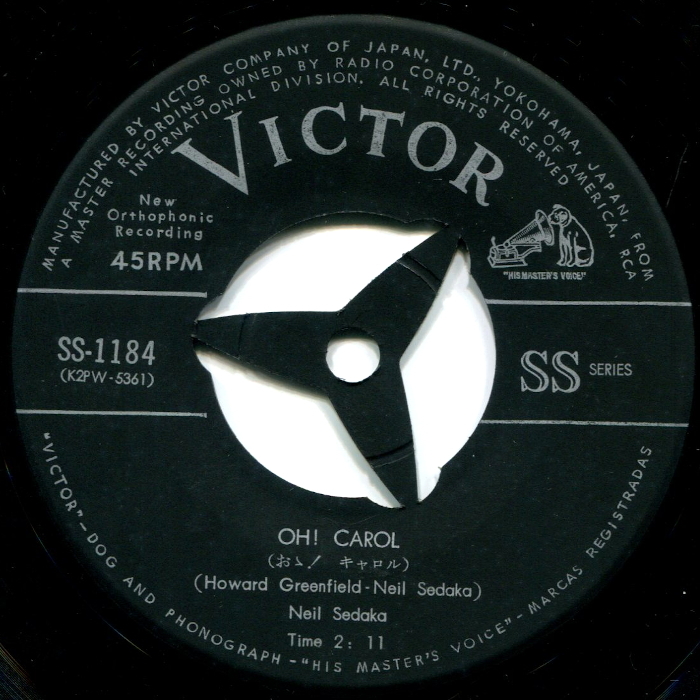 MANUFACTURED BY VICTOR COMPANY OF JAPAN, LTD., YOKOHAMA, JAPAN, FROM
A MASTER RECORDING OWNED BY RADIO CORPORATION OF AMERICA, RCA
INTERNATIONAL DIVISION, ALL RIGHTS RESERVED
VICTOR
New
Orthophonic
Recording
45RPM
"HIS MASTER'S VOICE"
SS-1184
(K2PW-5361)
SS SERIES
OH! CAROL
(おゝ! キャロル)
(Howard Greenfield-Neil Sedaka)
Neil Sedaka
Time 2: 11
"VICTOR"-DOG AND PHONOGRAPH-"HIS MASTER'S VOICE"-MARCAS REGISTRADAS